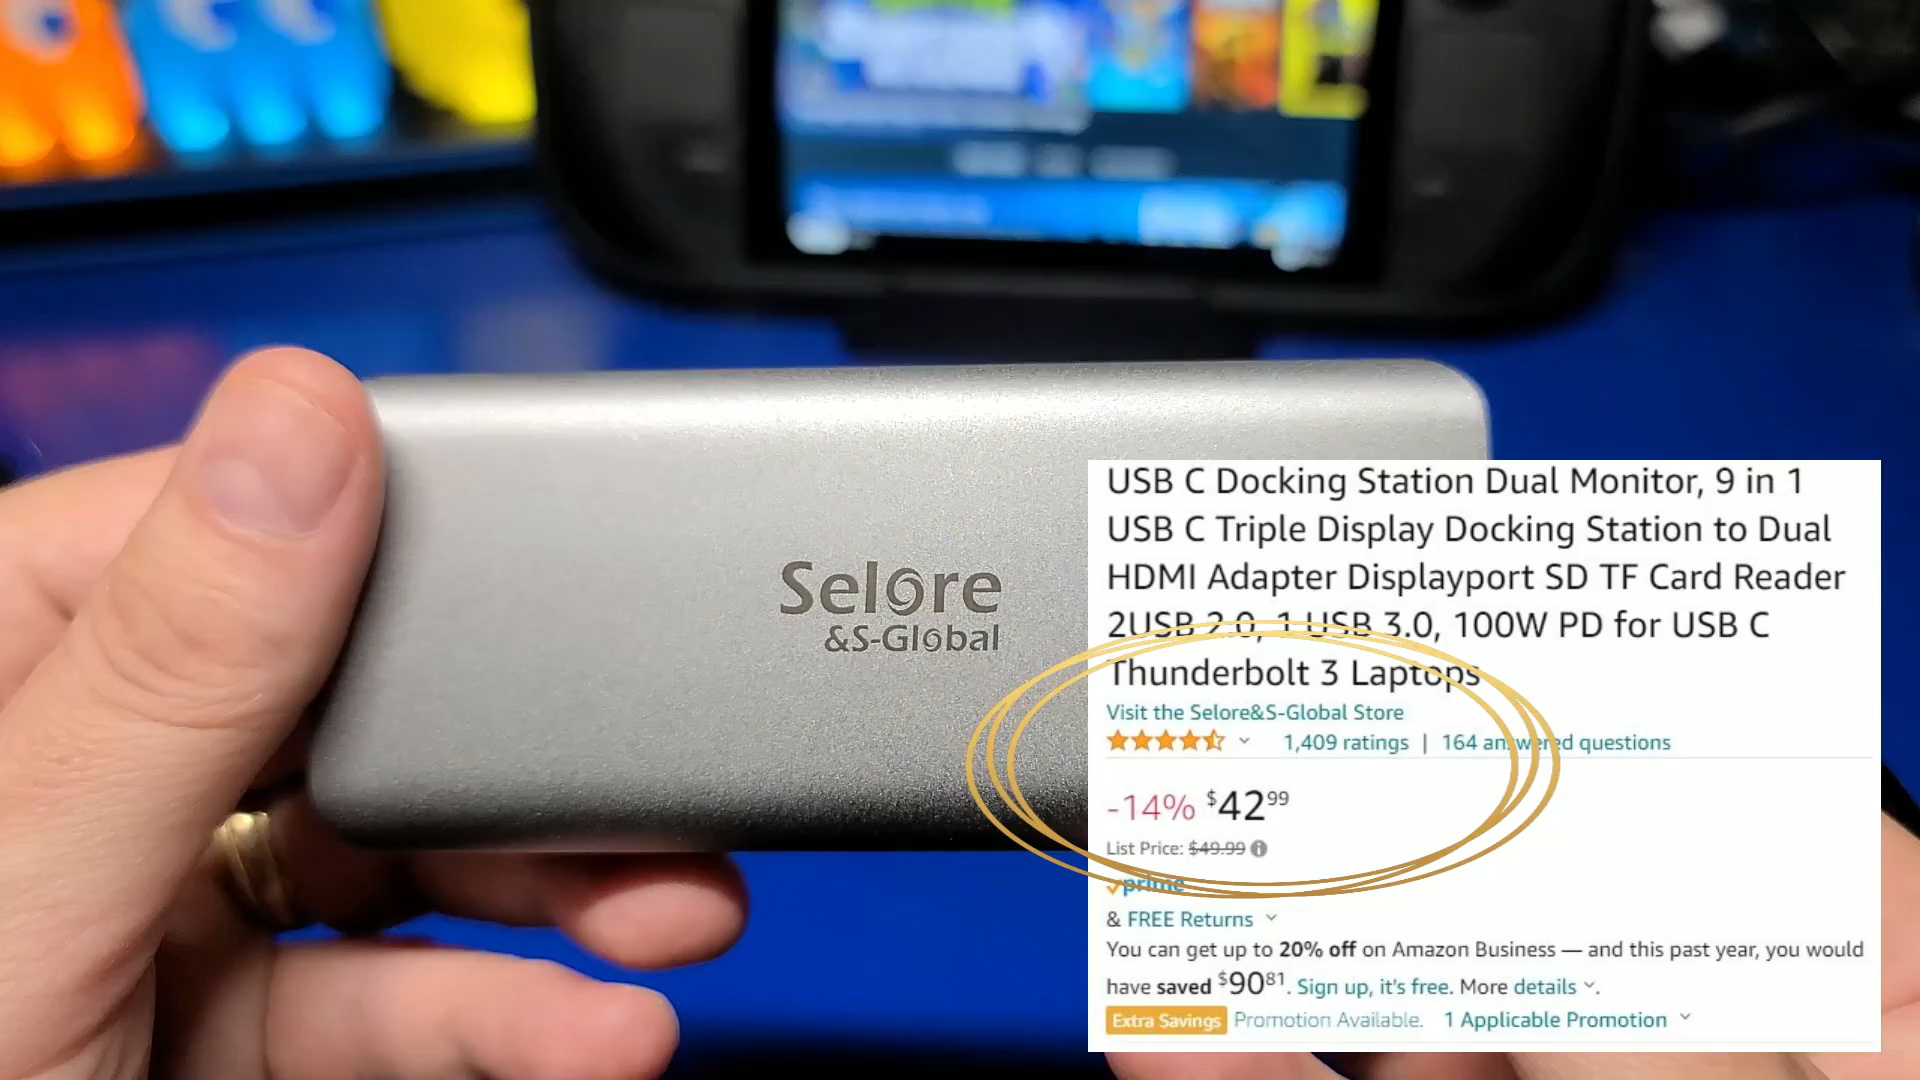 Selore
&S-Global
USB C Docking Station Dual Monitor, 9 in 1
USB C Triple Display Docking Station to Dual
HDMI Adapter Displayport SD TF Card Reader
2USB 2.0, 1 USB 3.0, 100W PD for USB C
Thunderbolt 3 Laptops
Visit the Selore&S-Global Store
1,409 ratings | 164 answered questions
-14% $42.99
List Price: $49.99
prime
& FREE Returns
You can get up to 20% off on Amazon Business — and this past year, you would
have saved $90.81. Sign up, it's free. More details.
Extra Savings Promotion Available. 1 Applicable Promotion